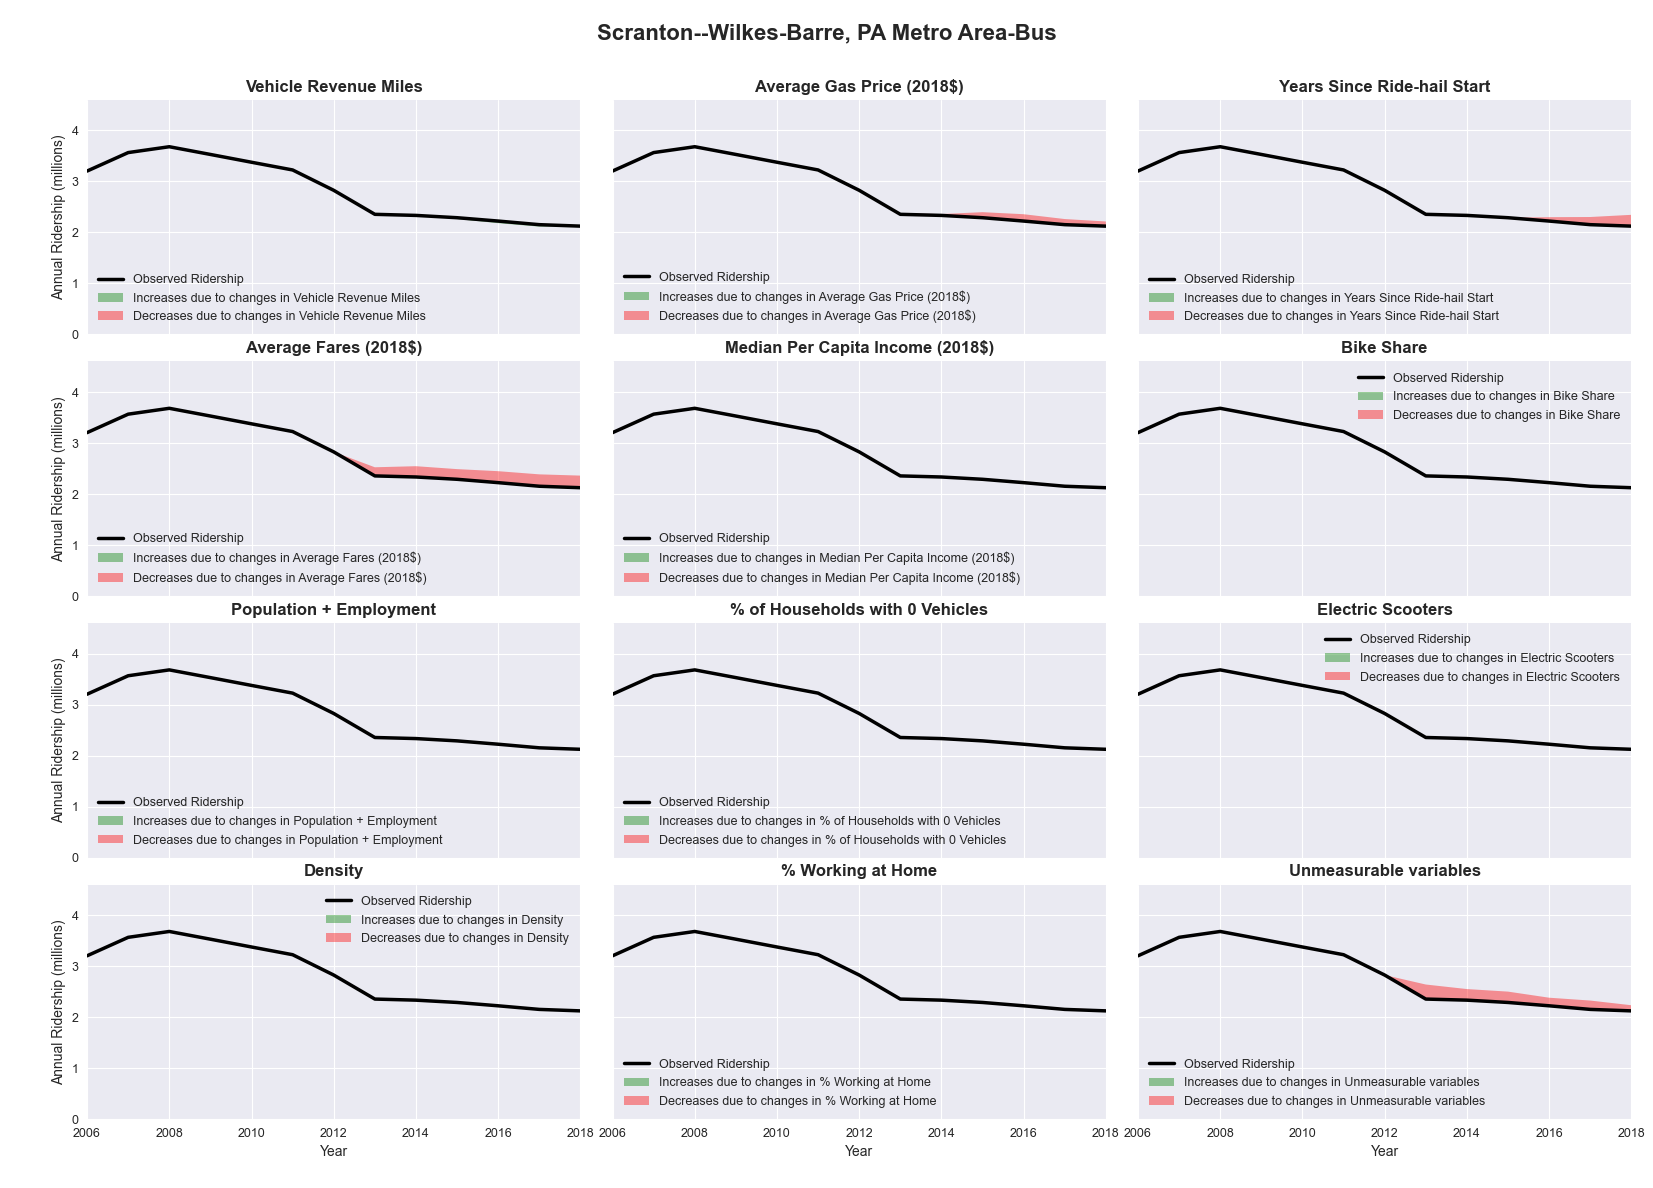 Scranton--Wilkes-Barre, PA Metro Area-Bus
Vehicle Revenue Miles
Annual Ridership (millions)
4
3
2
1
0
Observed Ridership
Increases due to changes in Vehicle Revenue Miles
Decreases due to changes in Vehicle Revenue Miles
Average Gas Price (2018$)
Observed Ridership
Increases due to changes in Average Gas Price (2018$)
Decreases due to changes in Average Gas Price (2018$)
Years Since Ride-hail Start
Observed Ridership
Increases due to changes in Years Since Ride-hail Start
Decreases due to changes in Years Since Ride-hail Start
Average Fares (2018$)
Annual Ridership (millions)
4
3
2
1
0
Observed Ridership
Increases due to changes in Average Fares (2018$)
Decreases due to changes in Average Fares (2018$)
Median Per Capita Income (2018$)
Observed Ridership
Increases due to changes in Median Per Capita Income (2018$)
Decreases due to changes in Median Per Capita Income (2018$)
Bike Share
Observed Ridership
Increases due to changes in Bike Share
Decreases due to changes in Bike Share
Population + Employment
Annual Ridership (millions)
4
3
2
1
0
Observed Ridership
Increases due to changes in Population + Employment
Decreases due to changes in Population + Employment
% of Households with 0 Vehicles
Observed Ridership
Increases due to changes in % of Households with 0 Vehicles
Decreases due to changes in % of Households with 0 Vehicles
Electric Scooters
Observed Ridership
Increases due to changes in Electric Scooters
Decreases due to changes in Electric Scooters
Density
Annual Ridership (millions)
4
3
2
1
0
Observed Ridership
Increases due to changes in Density
Decreases due to changes in Density
2006 2008 2010 2012 2014 2016 2018
Year
% Working at Home
Observed Ridership
Increases due to changes in % Working at Home
Decreases due to changes in % Working at Home
2006 2008 2010 2012 2014 2016 2018
Year
Unmeasurable variables
Observed Ridership
Increases due to changes in Unmeasurable variables
Decreases due to changes in Unmeasurable variables
2006 2008 2010 2012 2014 2016 2018
Year